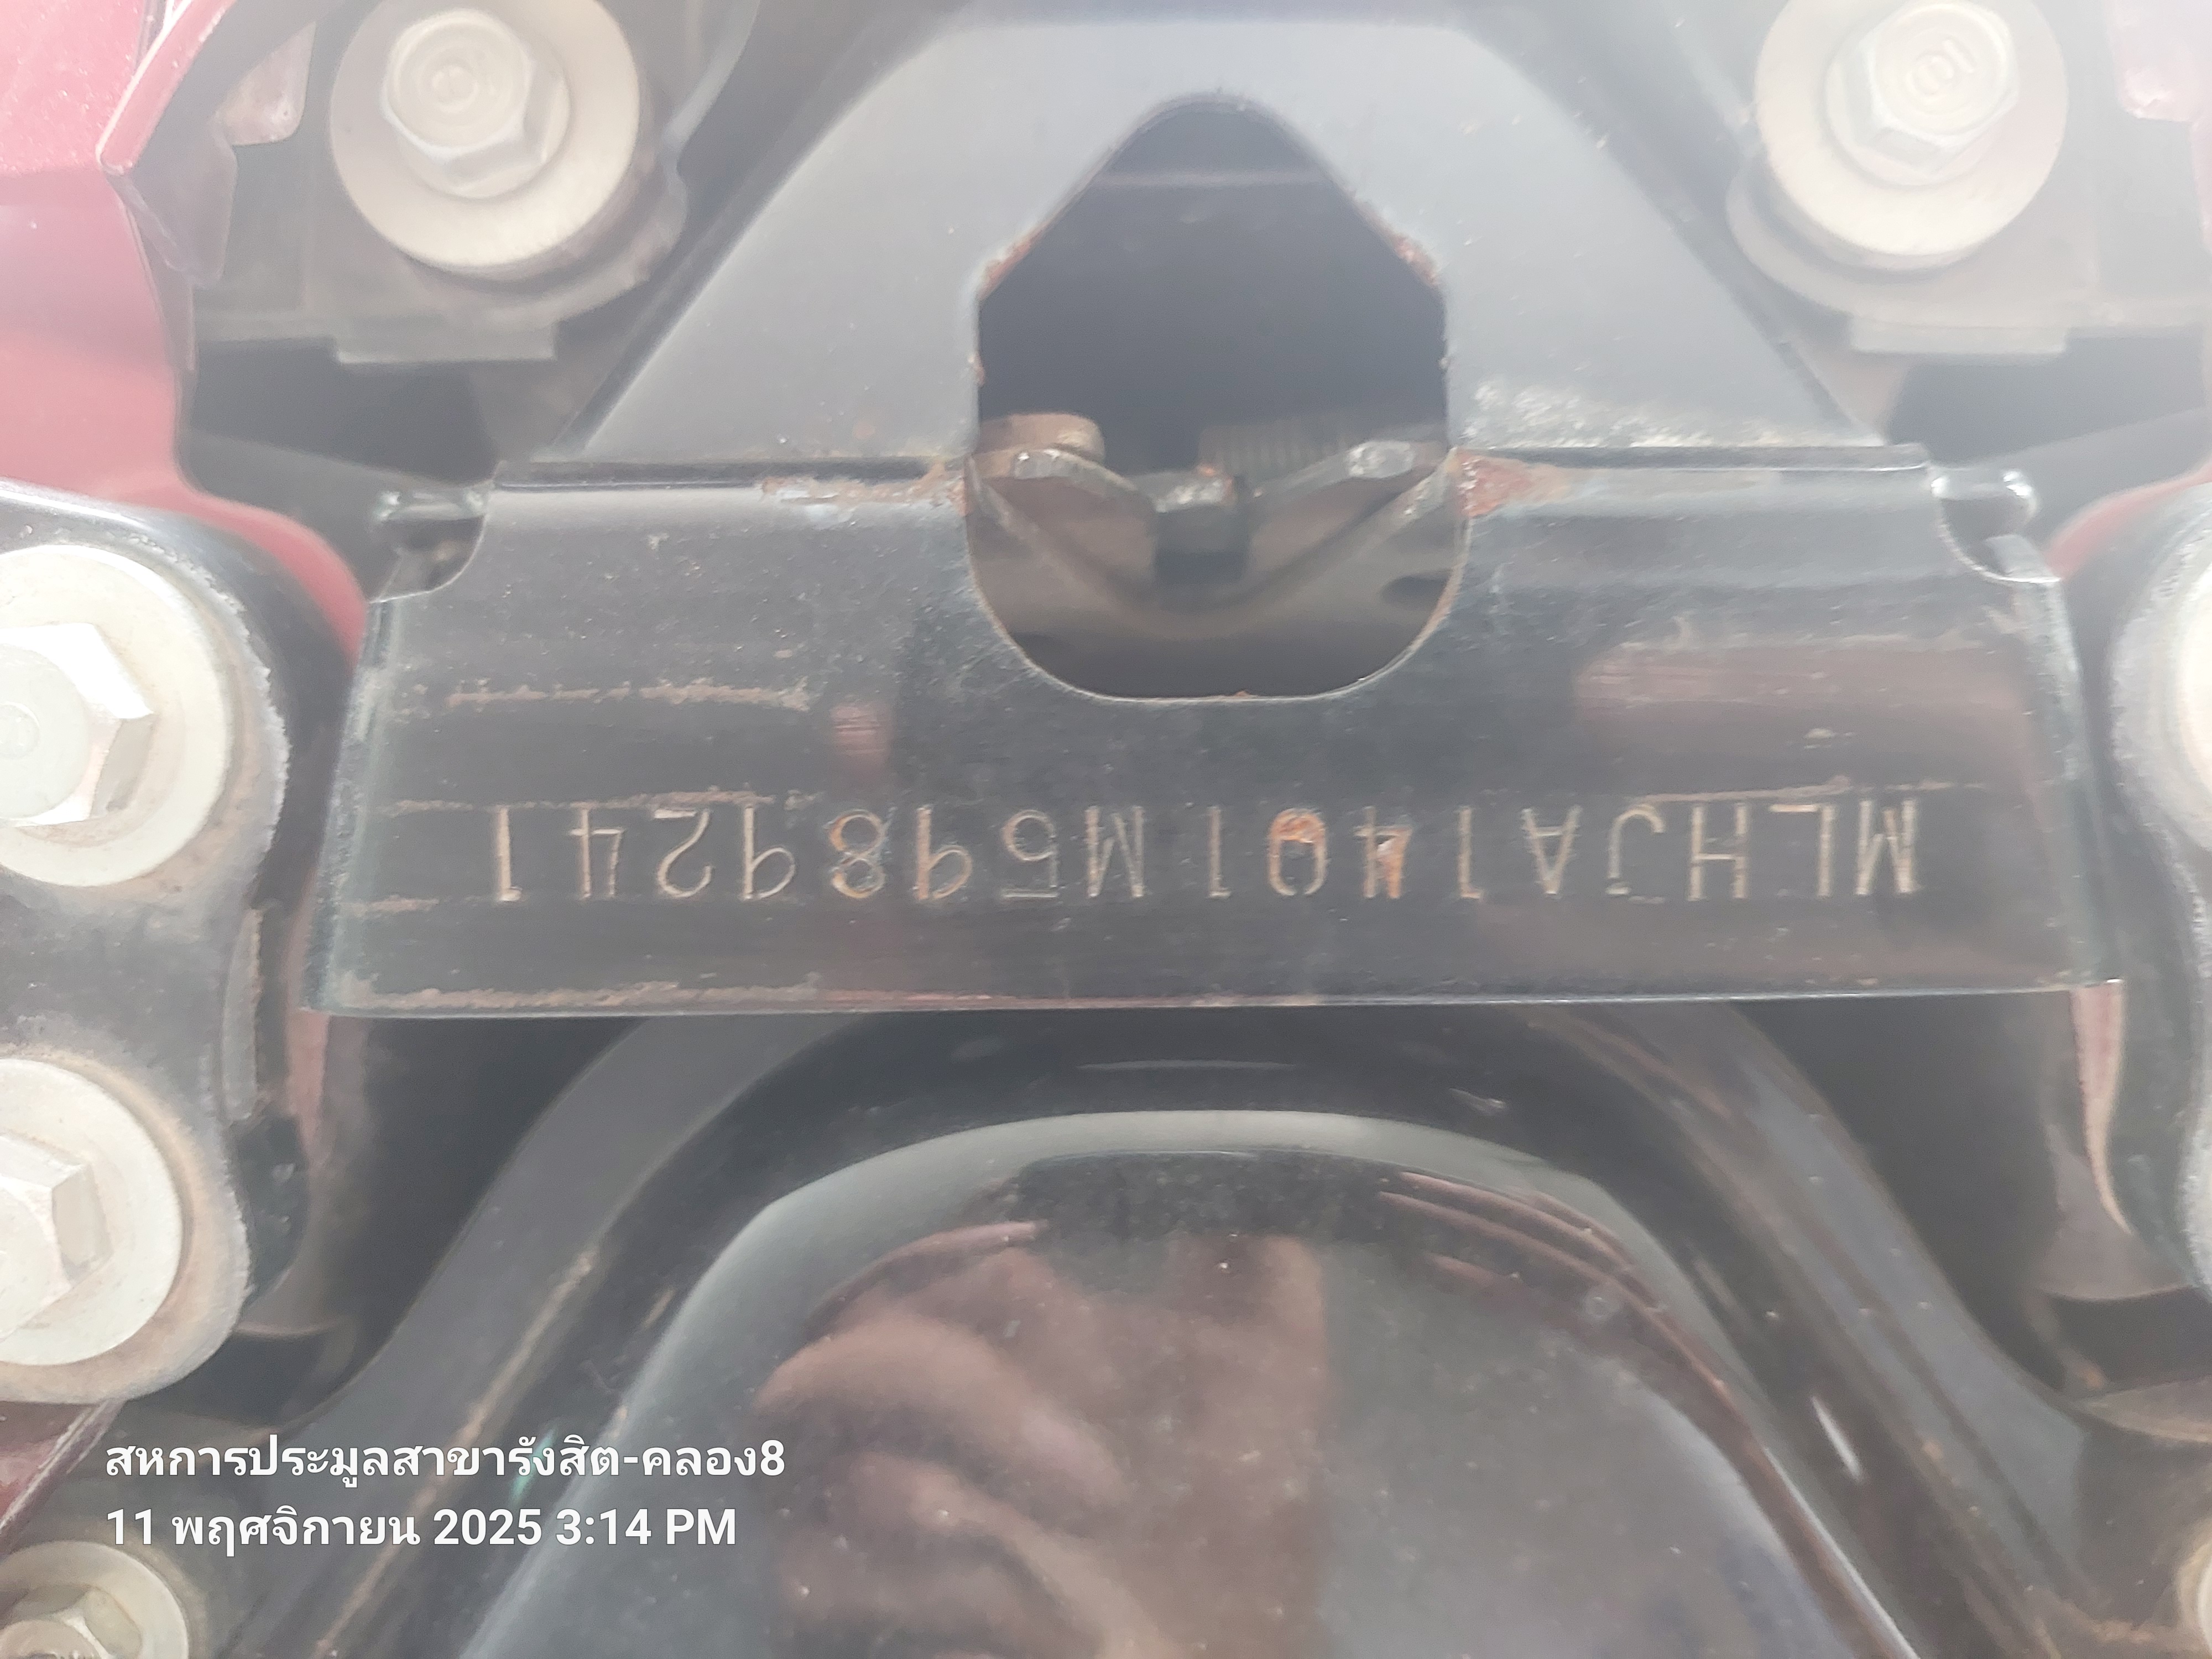 MLHJA1401M5989241
สหการประมูลสาขารังสิต-คลอง8
11 พฤศจิกายน 2025 3:14 PM